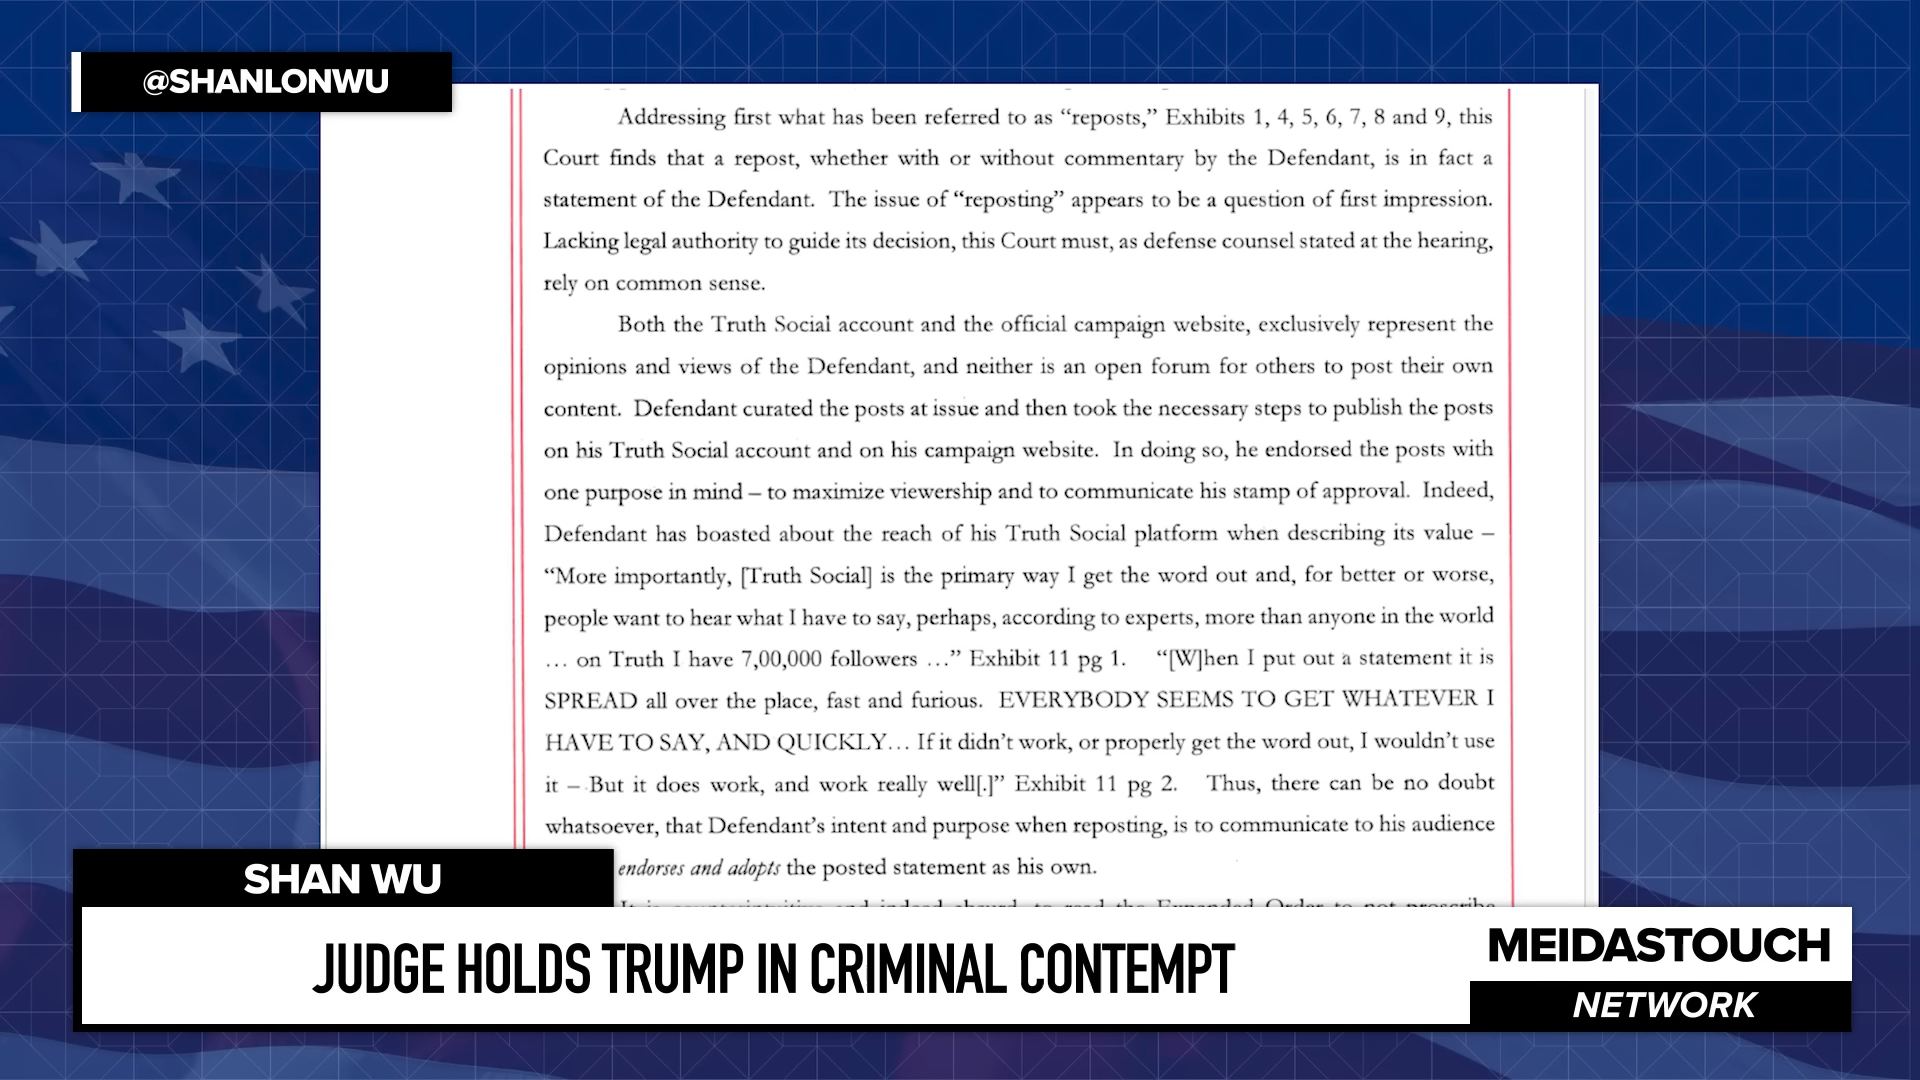 @SHANLONWU
Addressing first what has been referred to as “reposts,” Exhibits 1, 4, 5, 6, 7, 8 and 9, this
Court finds that a repost, whether with or without commentary by the Defendant, is in fact a
statement of the Defendant. The issue of “reposting” appears to be a question of first impression.
Lacking legal authority to guide its decision, this Court must, as defense counsel stated at the hearing,
rely on common sense.
Both the Truth Social account and the official campaign website, exclusively represent the
opinions and views of the Defendant, and neither is an open forum for others to post their own
content. Defendant curated the posts at issue and then took the necessary steps to publish the posts
on his Truth Social account and on his campaign website. In doing so, he endorsed the posts with
one purpose in mind – to maximize viewership and to communicate his stamp of approval. Indeed,
Defendant has boasted about the reach of his Truth Social platform when describing its value –
“More importantly, [Truth Social] is the primary way I get the word out and, for better or worse,
people want to hear what I have to say, perhaps, according to experts, more than anyone in the world
… on Truth I have 7,00,000 followers …” Exhibit 11 pg 1. “[W]hen I put out a statement it is
SPREAD all over the place, fast and furious. EVERYBODY SEEMS TO GET WHATEVER I
HAVE TO SAY, AND QUICKLY… If it didn’t work, or properly get the word out, I wouldn’t use
it – But it does work, and work really well[.]” Exhibit 11 pg 2. Thus, there can be no doubt
whatsoever, that Defendant’s intent and purpose when reposting, is to communicate to his audience
endorses and adopts the posted statement as his own.
It is counterintuitive and indeed absurd, to read the Expanded Order to not proscribe
SHAN WU
JUDGE HOLDS TRUMP IN CRIMINAL CONTEMPT
MEIDASTOUCH
NETWORK